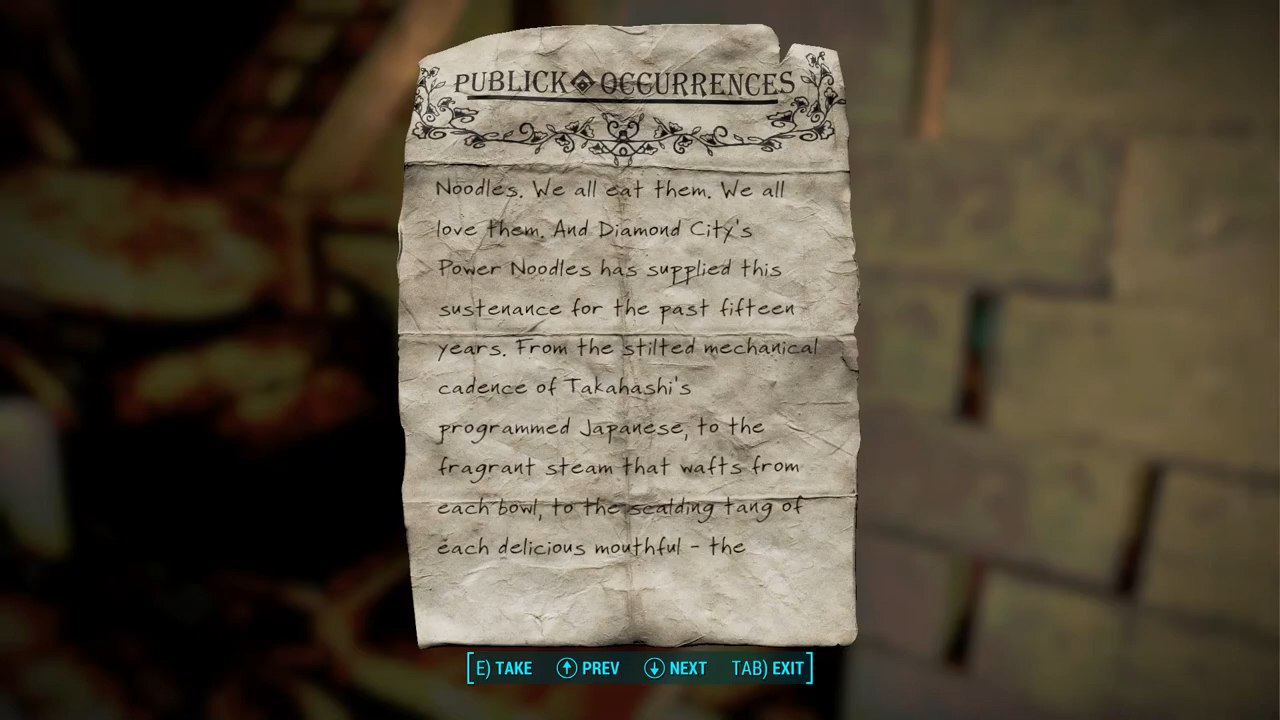 PUBLICK OCCURRENCES
Noodles. We all eat them. We all
love them. And Diamond City's
Power Noodles has supplied this
sustenance for the past fifteen
years. From the stilted mechanical
cadence of Takahashi's
programmed Japanese, to the
fragrant steam that wafts from
each bowl, to the scalding tang of
each delicious mouthful - the
E) TAKE PREV NEXT TAB) EXIT